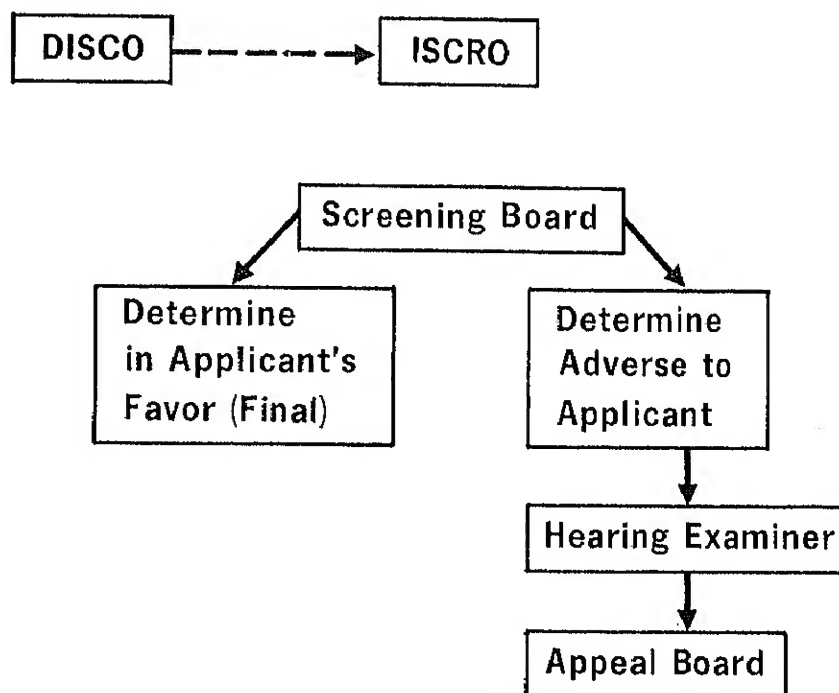 DISCO
ISCRO
Screening Board
Determine
in Applicant's
Favor (Final)
Determine
Adverse to
Applicant
Hearing Examiner
Appeal Board